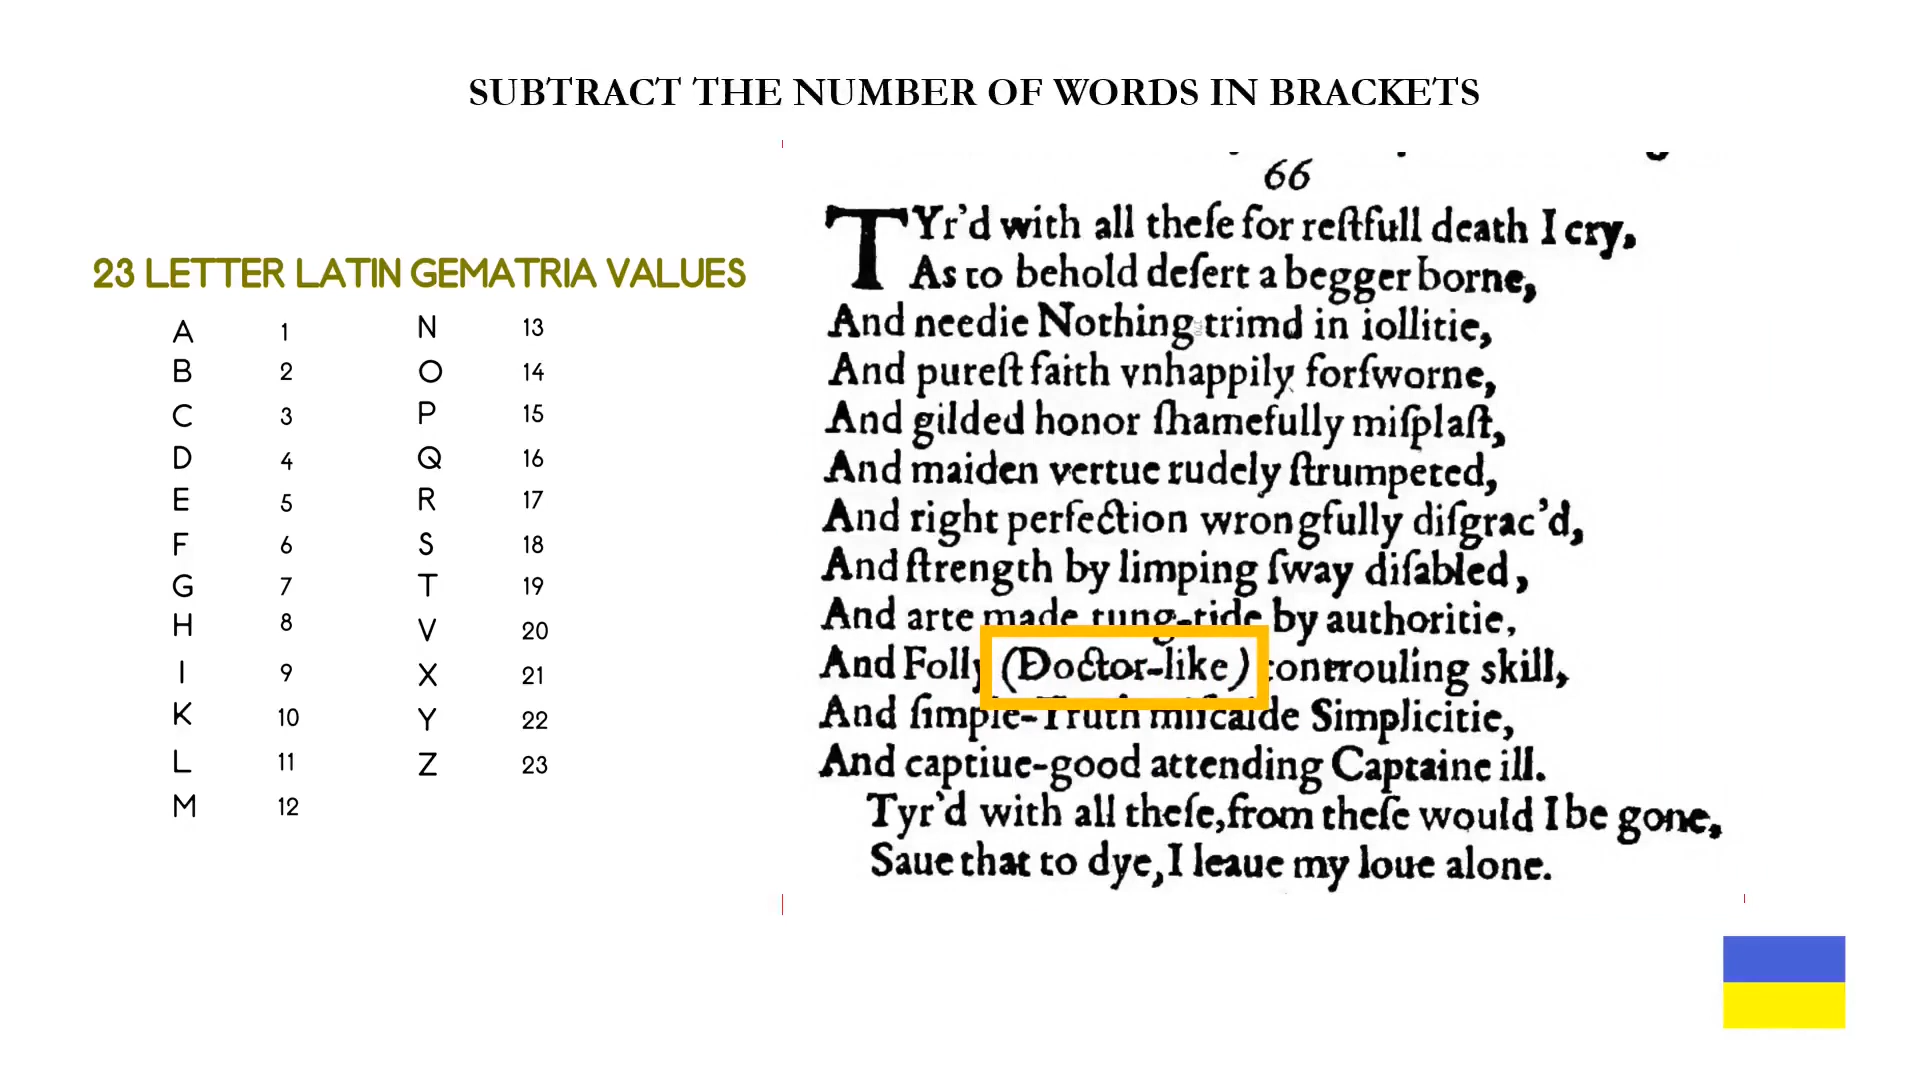 SUBTRACT THE NUMBER OF WORDS IN BRACKETS
23 LETTER LATIN GEMATRIA VALUES
A 1 N 13
B 2 O 14
C 3 P 15
D 4 Q 16
E 5 R 17
F 6 S 18
G 7 T 19
H 8 V 20
I 9 X 21
K 10 Y 22
L 11 Z 23
M 12
66
TYr'd with all theſe for reſtfull death I cry,
As to behold deſert a begger borne,
And needie Nothing trimd in iollitie,
And pureſt faith vnhappily forſworne,
And gilded honor ſhamefully miſplaſt,
And maiden vertue rudely ſtrumpeted,
And right perfection wrongfully diſgrac'd,
And ſtrength by limping ſway diſabled,
And arte made tung-tide by authoritie,
And Folly (Doctor-like) controuling skill,
And ſimple-Truth miſcalde Simplicitie,
And captiue-good attending Captaine ill.
Tyr'd with all theſe, from theſe would I be gone,
Saue that to dye, I leaue my loue alone.